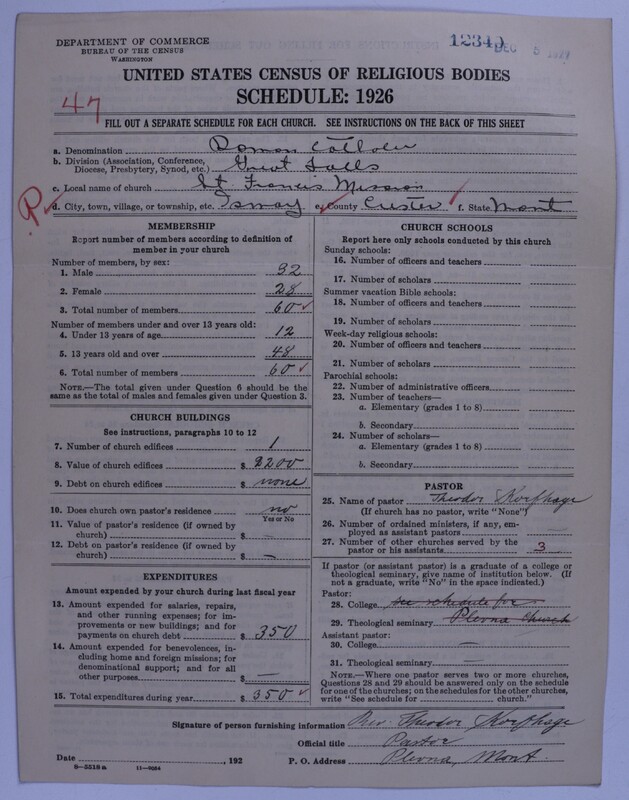 DEPARTMENT OF COMMERCE
BUREAU OF THE CENSUS
WASHINGTON
12340 DEC 5 1927
UNITED STATES CENSUS OF RELIGIOUS BODIES
SCHEDULE: 1926
47
FILL OUT A SEPARATE SCHEDULE FOR EACH CHURCH. SEE INSTRUCTIONS ON THE BACK OF THIS SHEET
a. Denomination Roman Catholic
b. Division (Association, Conference, Diocese, Presbytery, Synod, etc.) Great Falls
c. Local name of church St Francis Mission
d. City, town, village, or township, etc. Ismay e. County Custer f. State Mont
MEMBERSHIP
Report number of members according to definition of
member in your church
Number of members, by sex:
1. Male 32
2. Female 28
3. Total number of members 60
Number of members under and over 13 years old:
4. Under 13 years of age 12
5. 13 years old and over 48
6. Total number of members 60
NOTE.—The total given under Question 6 should be
same as the total of males and females given under Question 3.
CHURCH BUILDINGS
See instructions, paragraphs 10 to 12
7. Number of church edifices 1
8. Value of church edifices $ 2200
9. Debt on church edifices $ none
10. Does church own pastor's residence no
Yes or No
11. Value of pastor's residence (if owned by
church) $ —
12. Debt on pastor's residence (if owned by
church) $ —
EXPENDITURES
Amount expended by your church during last fiscal year
13. Amount expended for salaries, repairs,
and other running expenses; for im-
provements or new buildings; and for
payments on church debt $ 350
14. Amount expended for benevolences, in-
cluding home and foreign missions; for
denominational support; and for all
other purposes $ —
15. Total expenditures during year $ 350
CHURCH SCHOOLS
Report here only schools conducted by this church
Sunday schools:
16. Number of officers and teachers
17. Number of scholars
Summer vacation Bible schools:
18. Number of officers and teachers
19. Number of scholars
Week-day religious schools:
20. Number of officers and teachers
21. Number of scholars
Parochial schools:
22. Number of administrative officers
23. Number of teachers—
a. Elementary (grades 1 to 8)
b. Secondary
24. Number of scholars—
a. Elementary (grades 1 to 8)
b. Secondary
PASTOR
25. Name of pastor Theodor Korfhage
(If church has no pastor, write "None")
26. Number of ordained ministers, if any, em-
ployed as assistant pastors —
27. Number of other churches served by the
pastor or his assistants 3
If pastor (or assistant pastor) is a graduate of a college or
theological seminary, give name of institution below. (If
not a graduate, write "No" in the space indicated.)
Pastor:
28. College see schedule for
29. Theological seminary Plevna Church
Assistant pastor:
30. College —
31. Theological seminary —
NOTE.—Where one pastor serves two or more churches,
Questions 28 and 29 should be answered only on the schedule
for one of the churches; on the schedules for the other churches,
write "See schedule for church."
Signature of person furnishing information Rev. Theodor Korfhage
Official title Pastor
Date , 192 P. O. Address Plevna, Mont.
8—5518a 11—9034